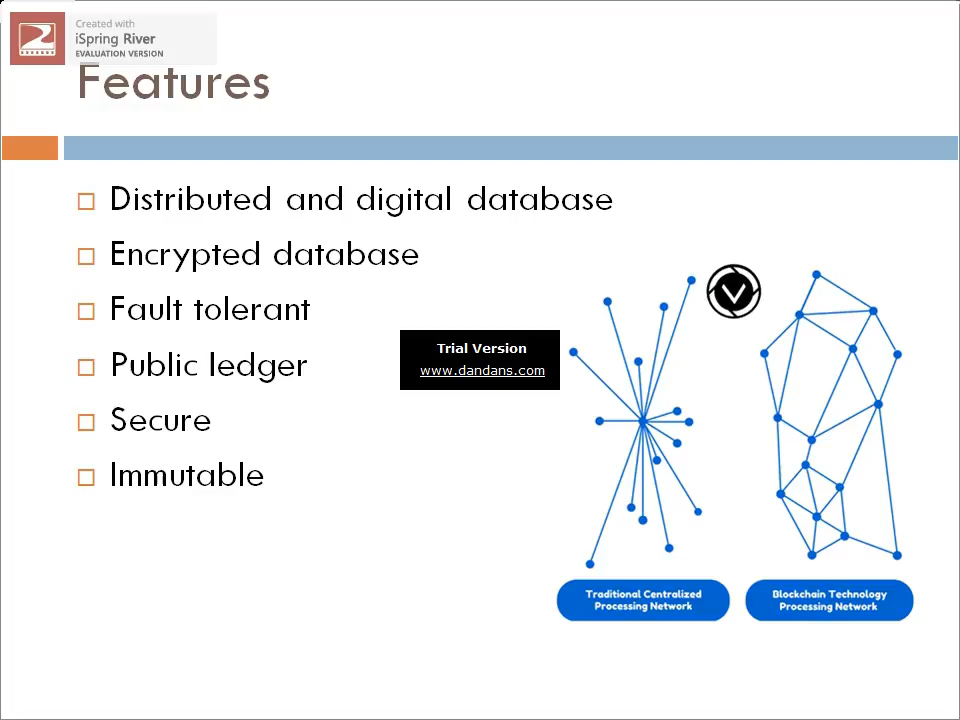 Created with
iSpring River
EVALUATION VERSION
Features
Distributed and digital database
Encrypted database
Fault tolerant
Public ledger
Secure
Immutable
Trial Version
www.dandans.com
Traditional Centralized
Processing Network
Blockchain Technology
Processing Network